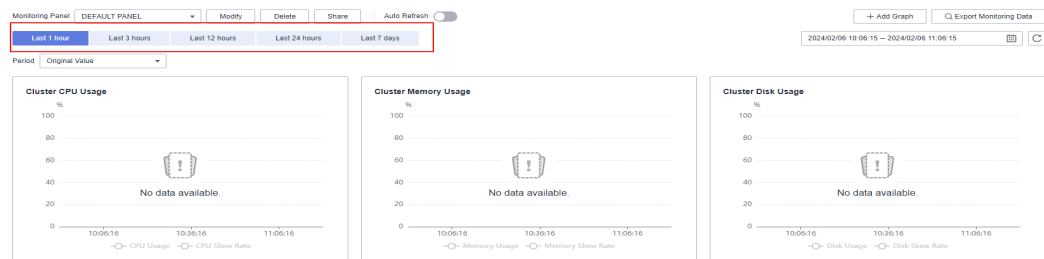 Monitoring Panel DEFAULT PANEL Modify Delete Share Auto Refresh + Add Graph Export Monitoring Data
Last 1 hour Last 3 hours Last 12 hours Last 24 hours Last 7 days 2024/02/06 10:06:15 — 2024/02/06 11:06:15
Period Original Value
Cluster CPU Usage Cluster Memory Usage Cluster Disk Usage
% % %
100 100 100
80 80 80
60 60 60
40 40 40
No data available. No data available. No data available.
20 20 20
0 0 0
10:06:16 10:36:16 11:06:16 10:06:16 10:36:16 11:06:16 10:06:16 10:36:16 11:06:16
CPU Usage CPU Skew Rate Memory Usage Memory Skew Rate Disk Usage Disk Skew Rate